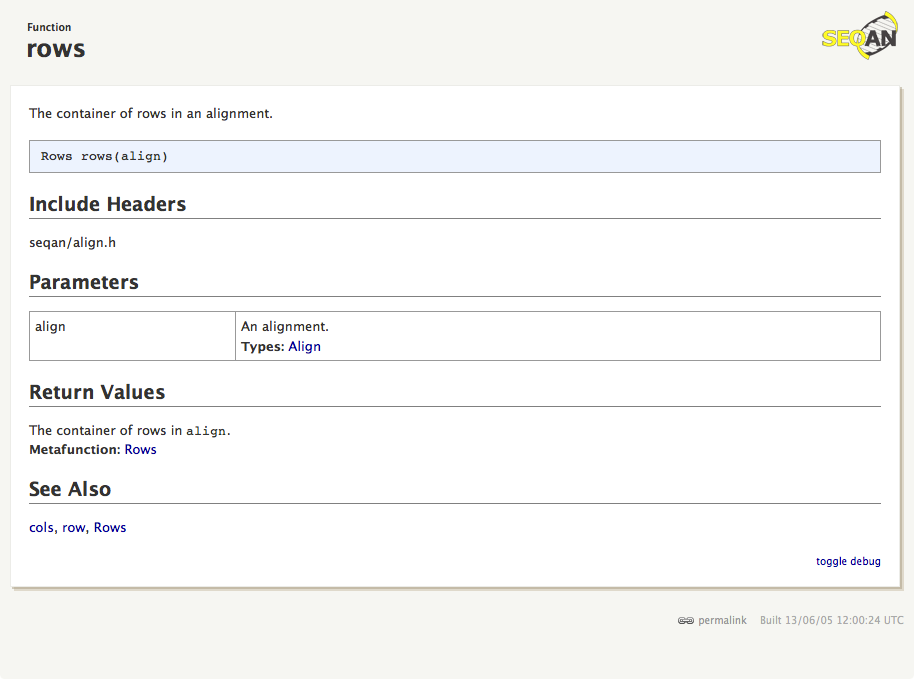 Function
rows
SEQAN
The container of rows in an alignment.
Rows rows(align)
Include Headers
seqan/align.h
Parameters
align
An alignment.
Types: Align
Return Values
The container of rows in align.
Metafunction: Rows
See Also
cols, row, Rows
toggle debug
permalink Built 13/06/05 12:00:24 UTC